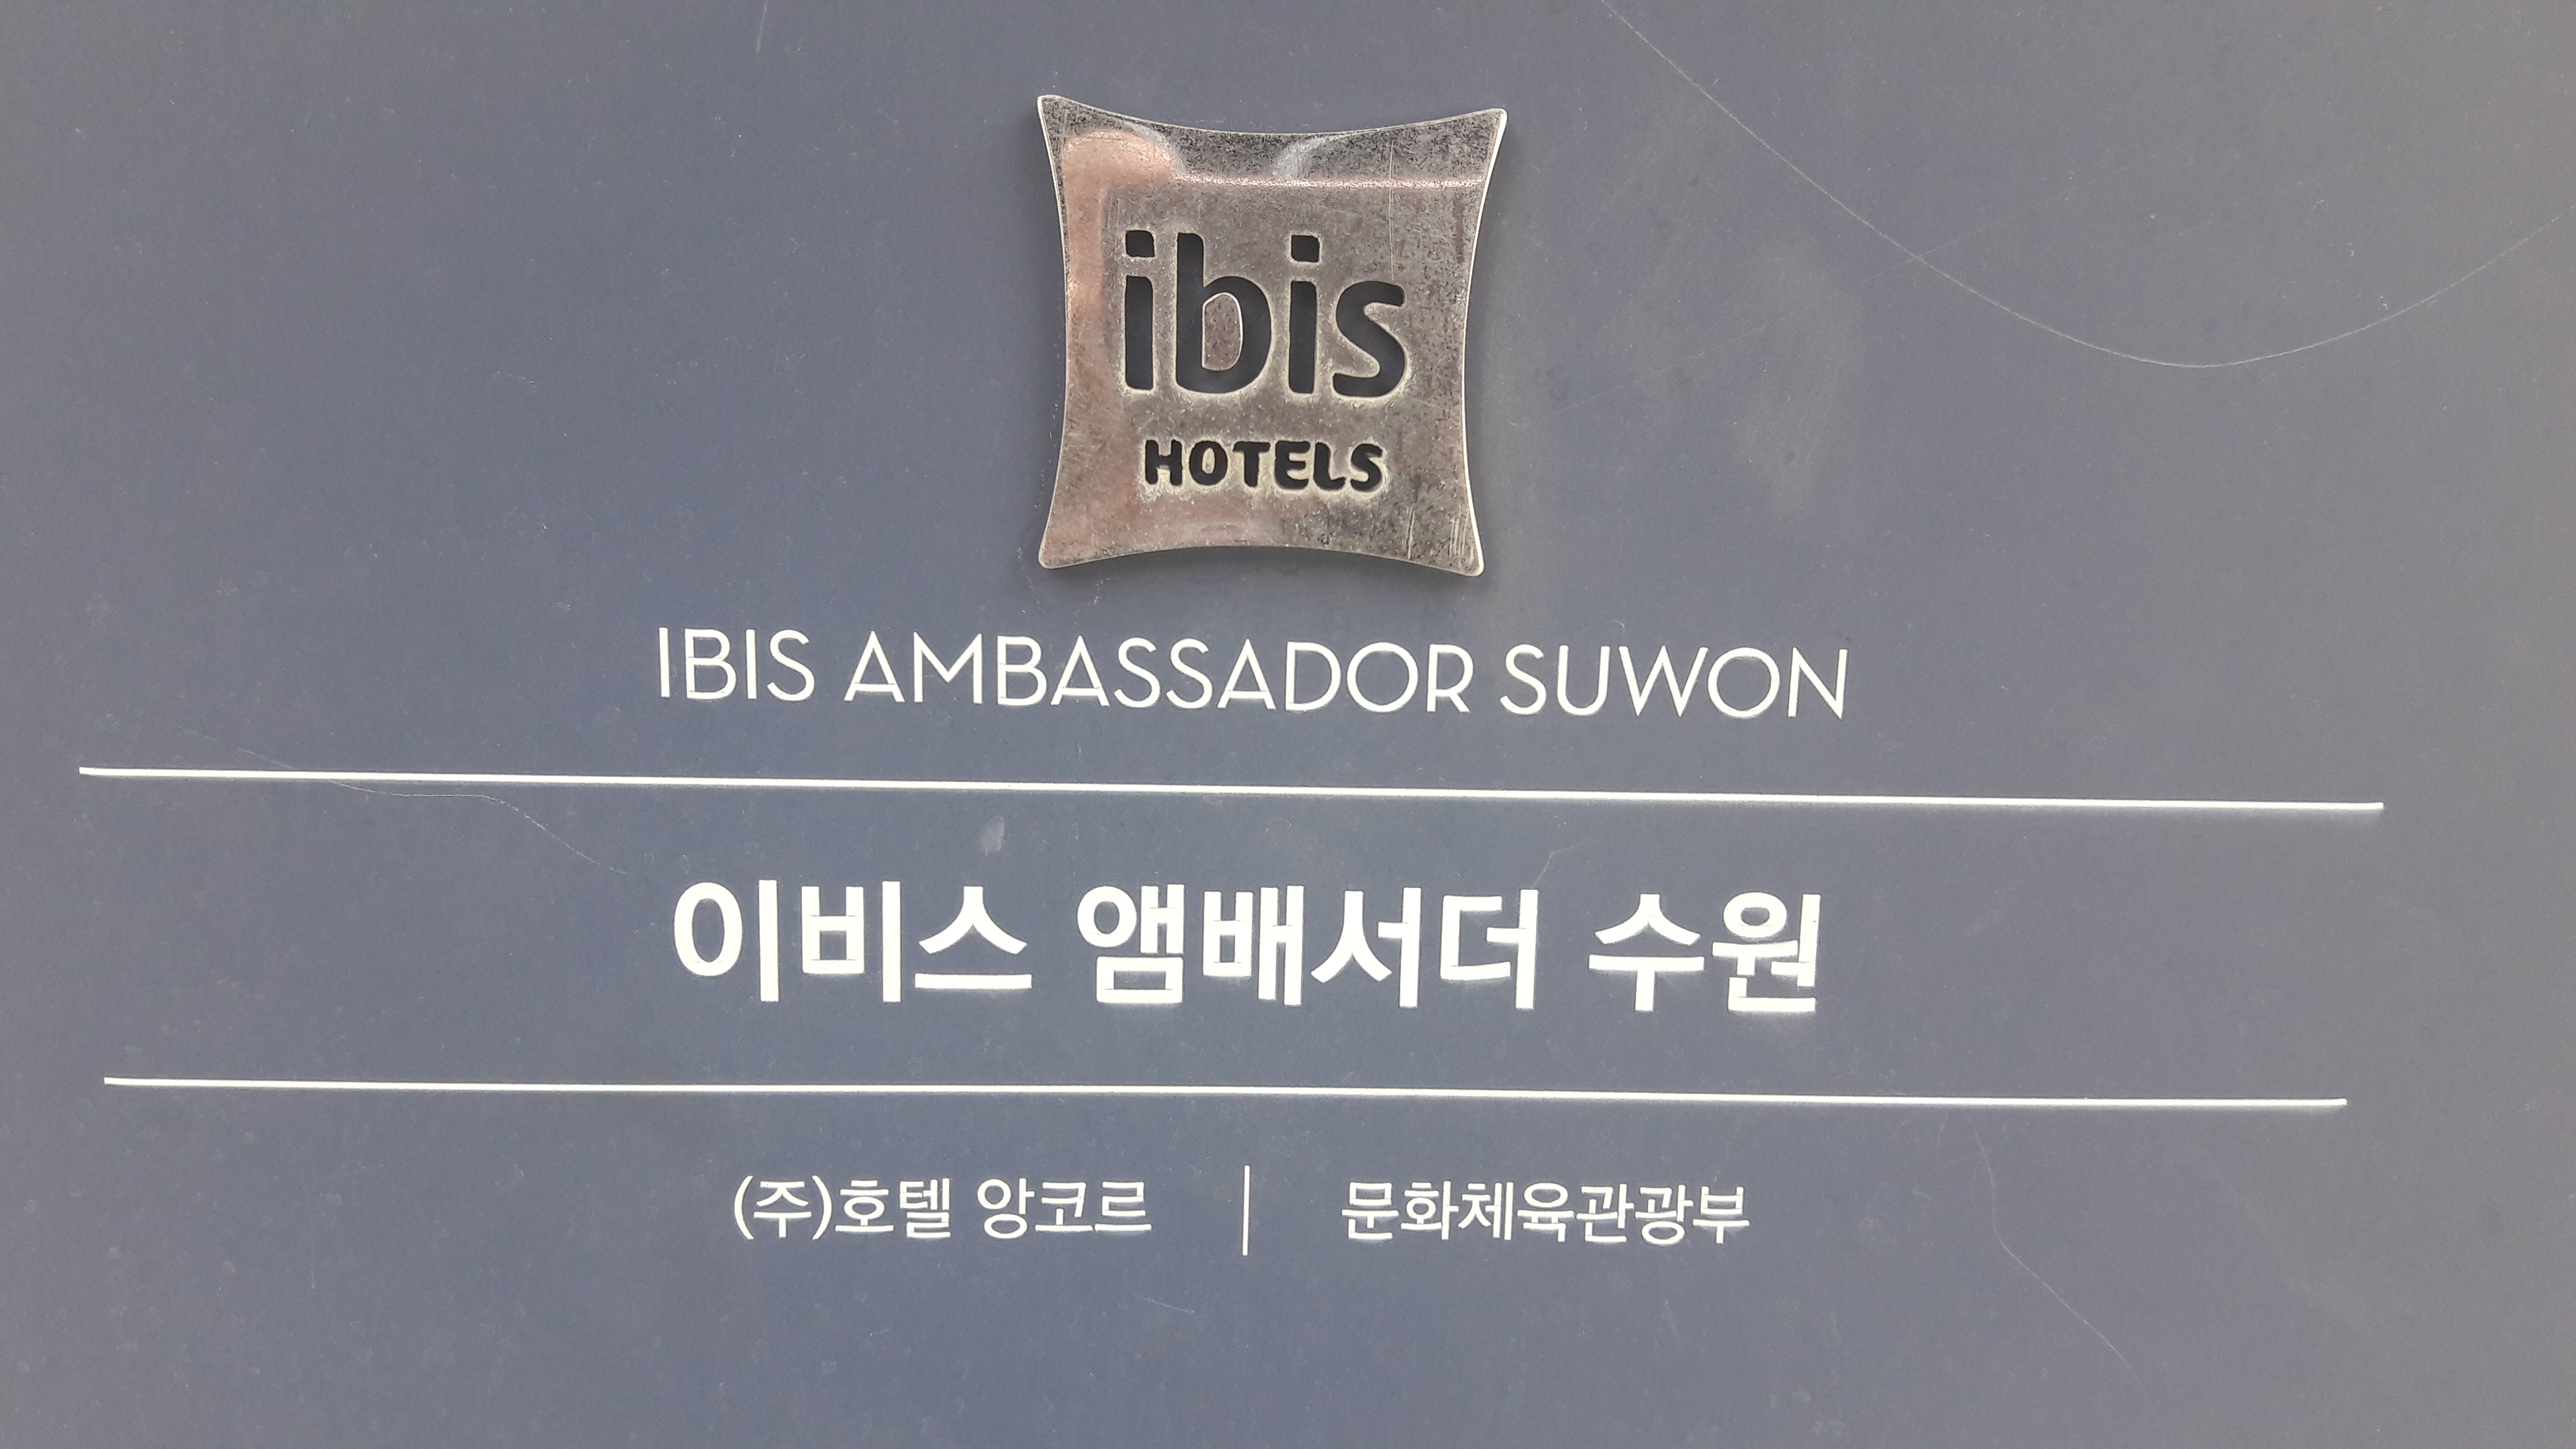 ibis
HOTELS
IBIS AMBASSADOR SUWON
이비스 앰배서더 수원
(주)호텔 앙코르 | 문화체육관광부